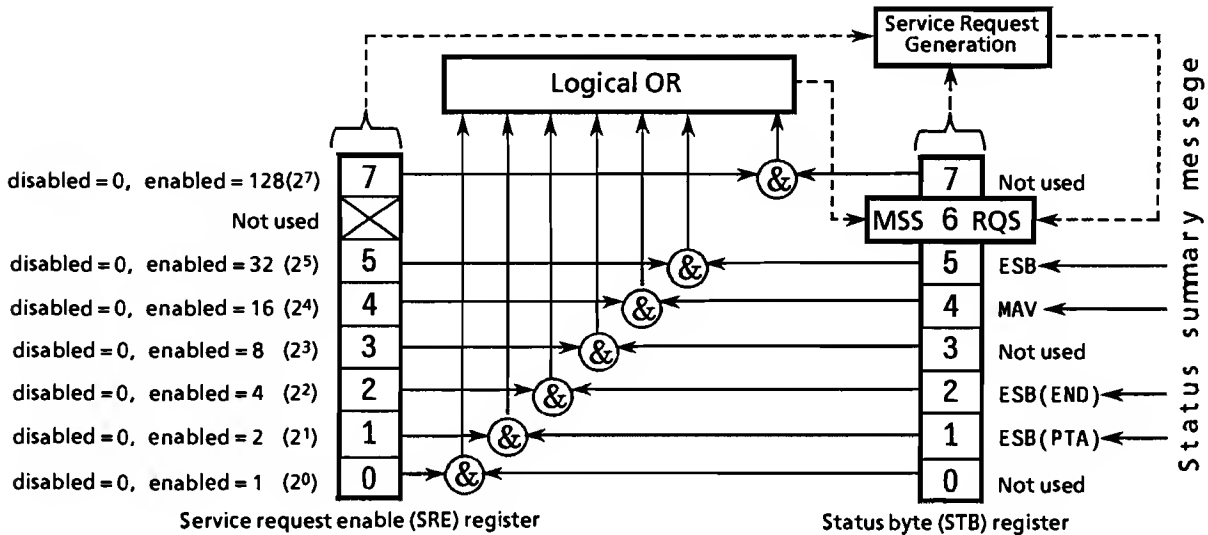 Service Request
Generation
Logical OR
disabled = 0, enabled = 128(2⁷) 7 & 7 Not used
Not used MSS 6 RQS
disabled = 0, enabled = 32 (2⁵) 5 & 5 ESB
disabled = 0, enabled = 16 (2⁴) 4 & 4 MAV
disabled = 0, enabled = 8 (2³) 3 & 3 Not used
disabled = 0, enabled = 4 (2²) 2 & 2 ESB(END)
disabled = 0, enabled = 2 (2¹) 1 & 1 ESB(PTA)
disabled = 0, enabled = 1 (2⁰) 0 & 0 Not used
Service request enable (SRE) register
Status byte (STB) register
Status summary messege